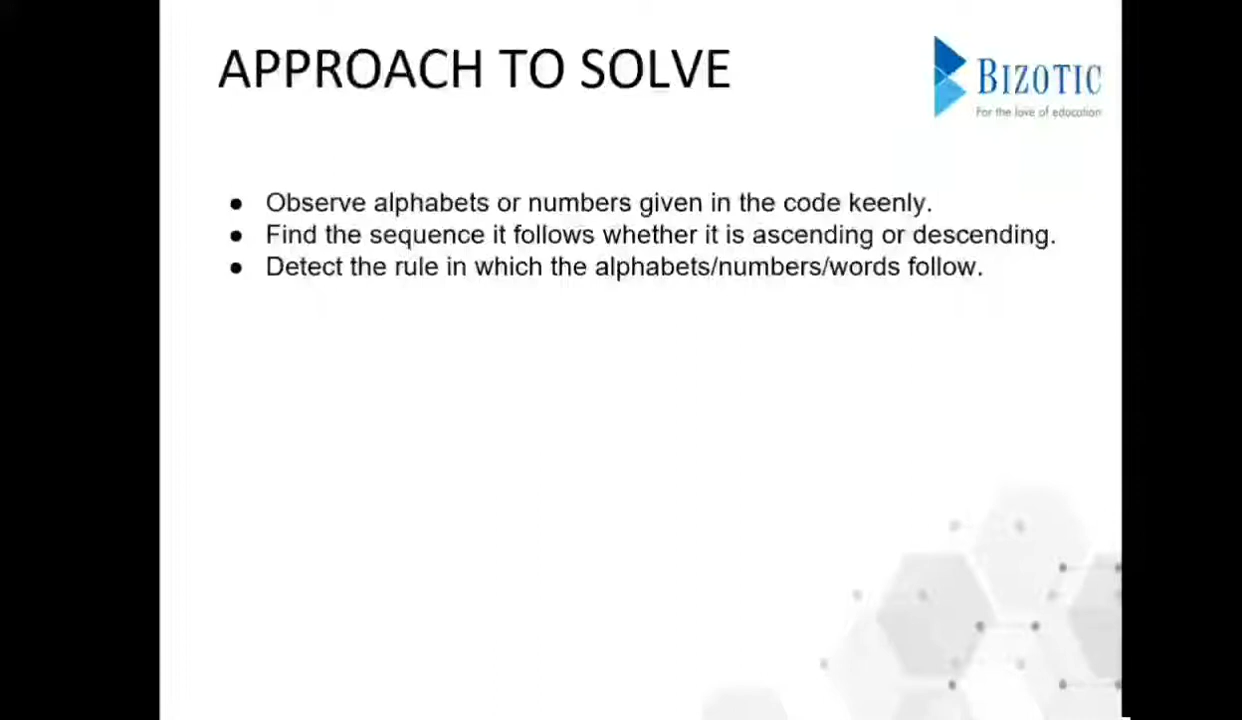 APPROACH TO SOLVE
BIZOTIC
For the love of education
● Observe alphabets or numbers given in the code keenly.
● Find the sequence it follows whether it is ascending or descending.
● Detect the rule in which the alphabets/numbers/words follow.